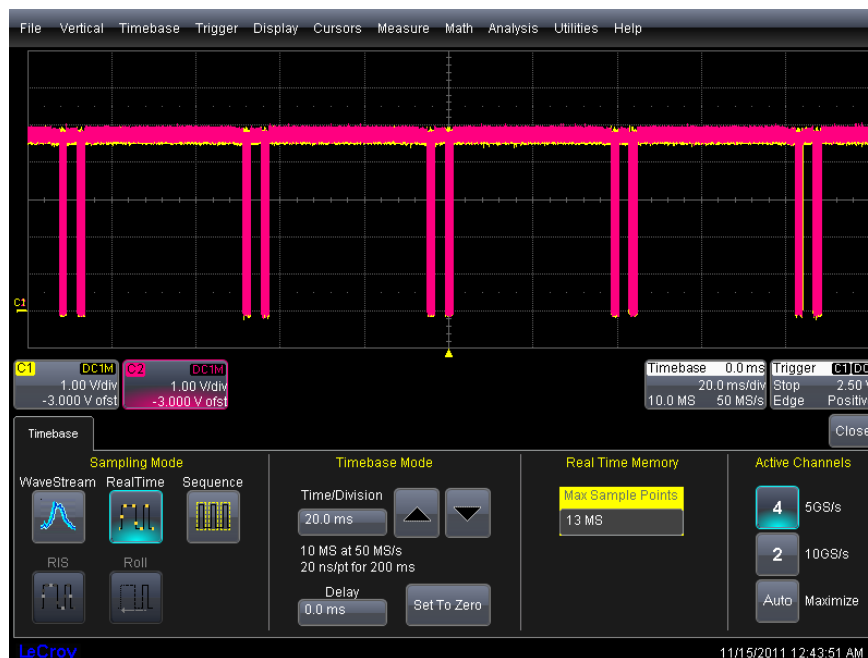 File Vertical Timebase Trigger Display Cursors Measure Math Analysis Utilities Help
C1
C1 DC1M
1.00 V/div
-3.000 V ofst
C2 DC1M
1.00 V/div
-3.000 V ofst
Timebase 0.0 ms
20.0 ms/div
10.0 MS 50 MS/s
Trigger C1 DC
Stop 2.50 V
Edge Positiv
Timebase
Close
Sampling Mode
WaveStream RealTime Sequence
RIS Roll
Timebase Mode
Time/Division
20.0 ms
10 MS at 50 MS/s
20 ns/pt for 200 ms
Delay
0.0 ms
Set To Zero
Real Time Memory
Max Sample Points
13 MS
Active Channels
4 5GS/s
2 10GS/s
Auto Maximize
LeCroy
11/15/2011 12:43:51 AM